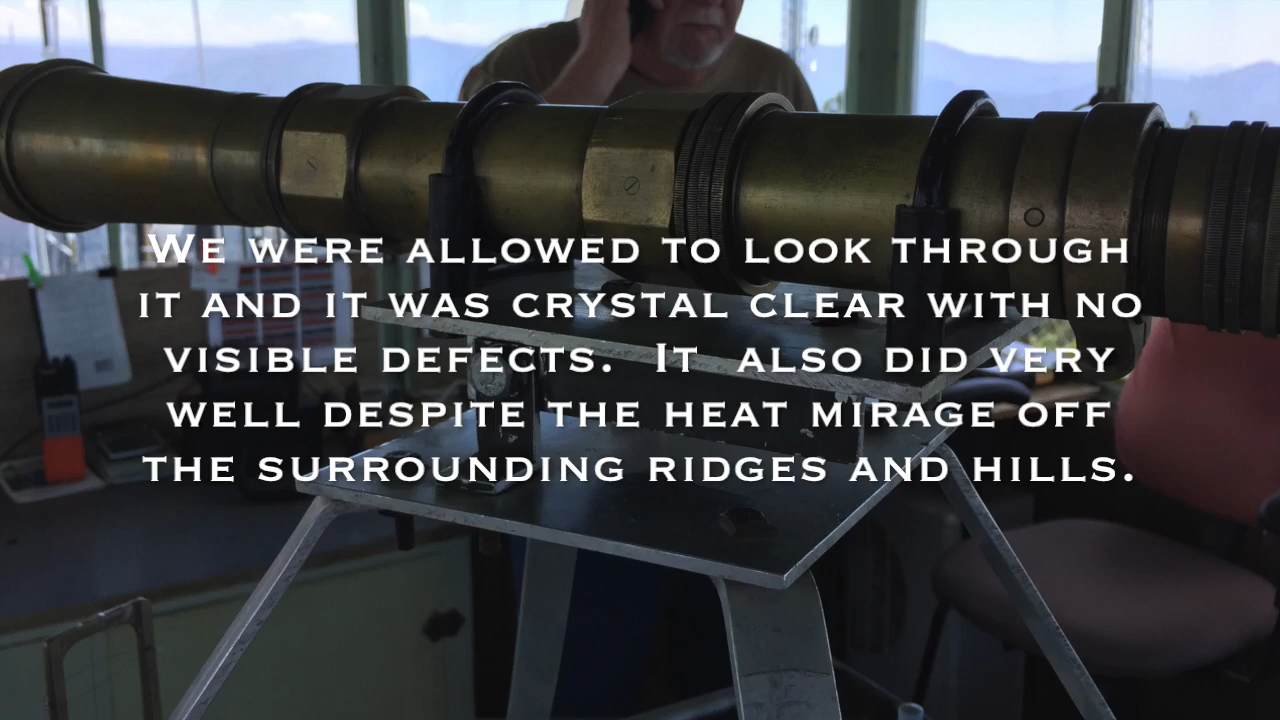 We were allowed to look through
it and it was crystal clear with no
visible defects.  It  also did very
well despite the heat mirage off
the surrounding ridges and hills.